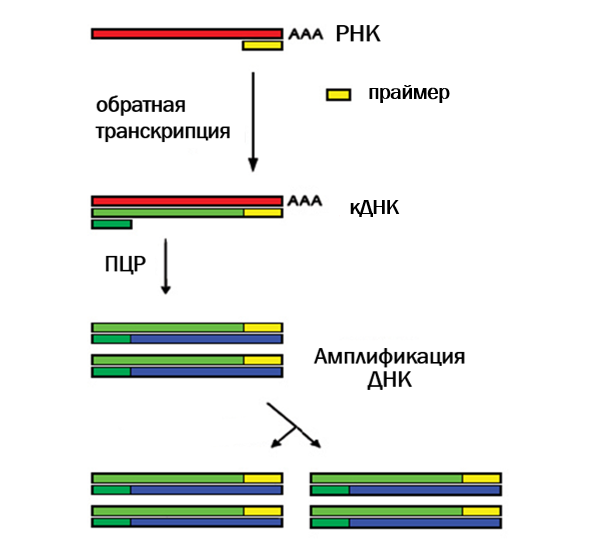 AAA РНК
праймер
обратная
транскрипция
AAA
кДНК
ПЦР
Амплификация
ДНК